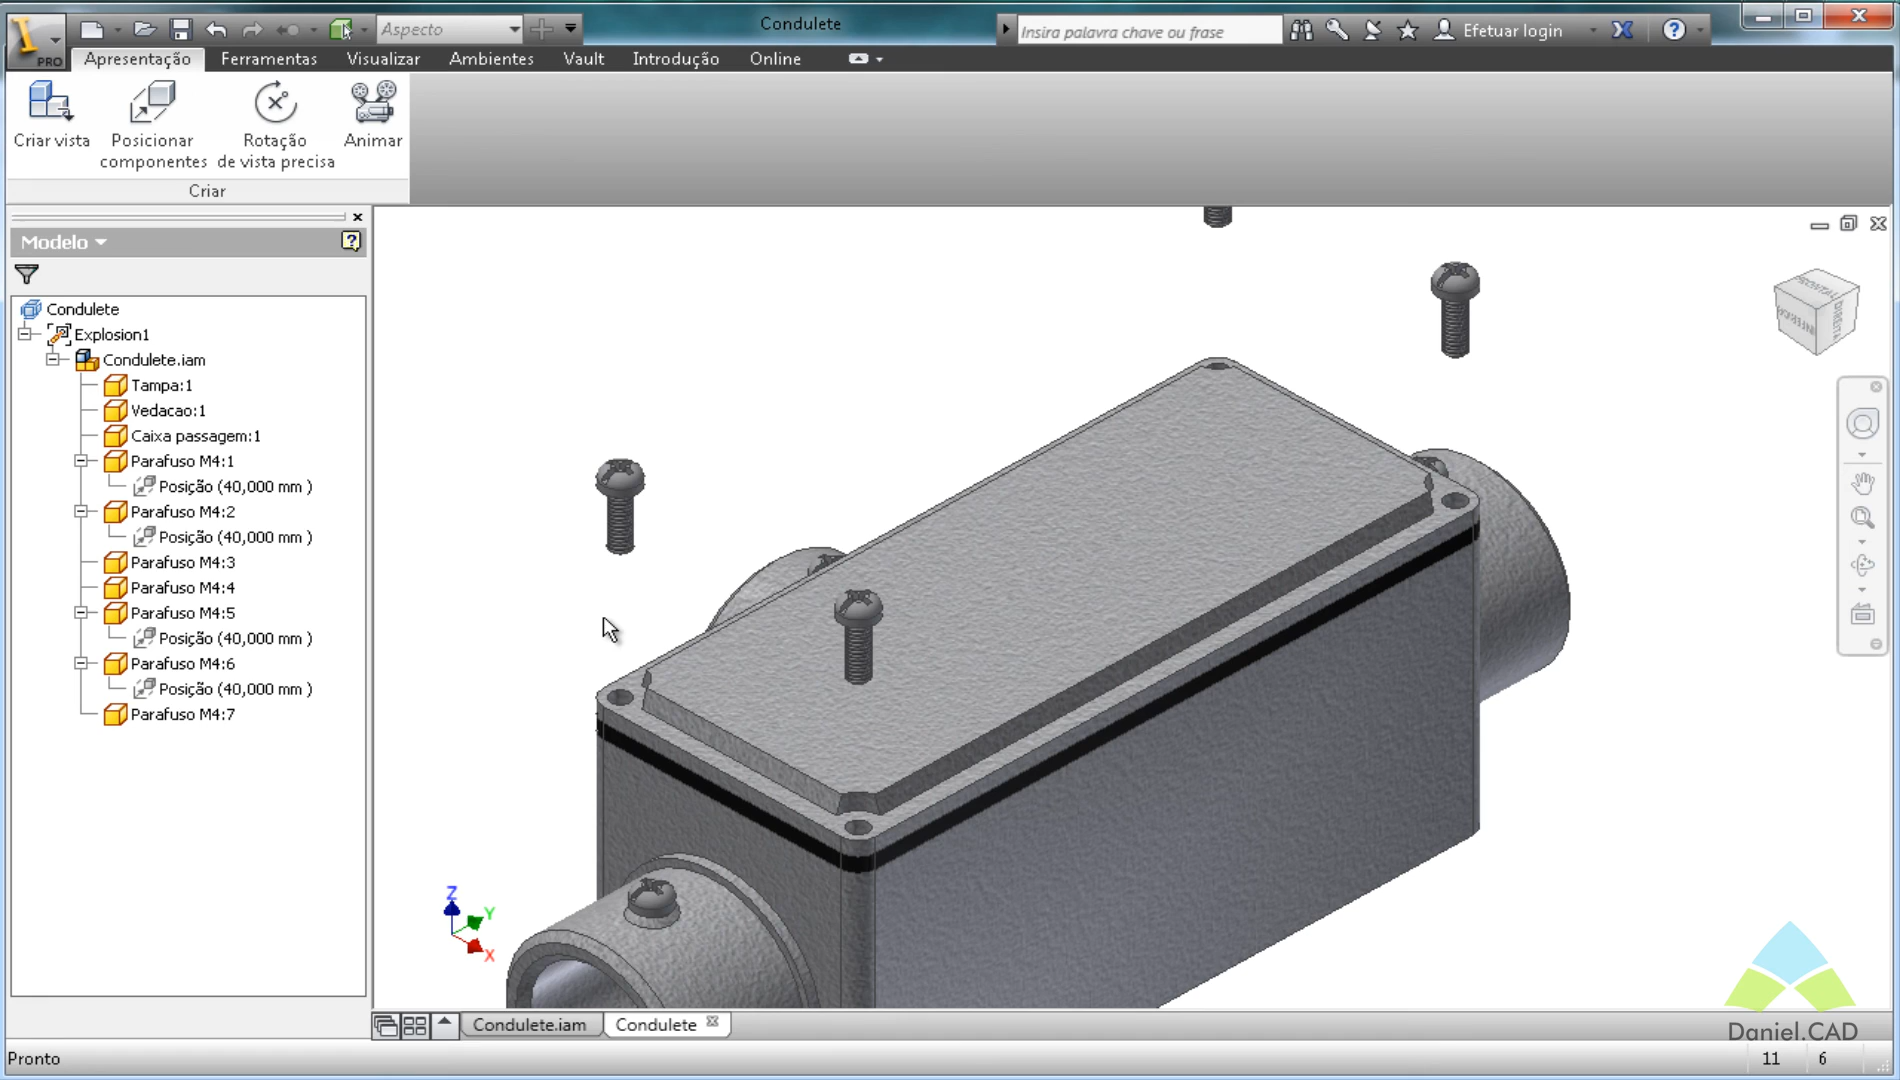 PRO
Aspecto
Condulete
Insira palavra chave ou frase
Efetuar login
Apresentação
Ferramentas
Visualizar
Ambientes
Vault
Introdução
Online
Criar vista
Posicionar
componentes
Rotação
de vista precisa
Animar
Criar
Modelo
Condulete
Explosion1
Condulete.iam
Tampa:1
Vedacao:1
Caixa passagem:1
Parafuso M4:1
Posição (40,000 mm )
Parafuso M4:2
Posição (40,000 mm )
Parafuso M4:3
Parafuso M4:4
Parafuso M4:5
Posição (40,000 mm )
Parafuso M4:6
Posição (40,000 mm )
Parafuso M4:7
FRONTAL
Z
Y
X
Condulete.iam
Condulete
Daniel.CAD
Pronto
11
6